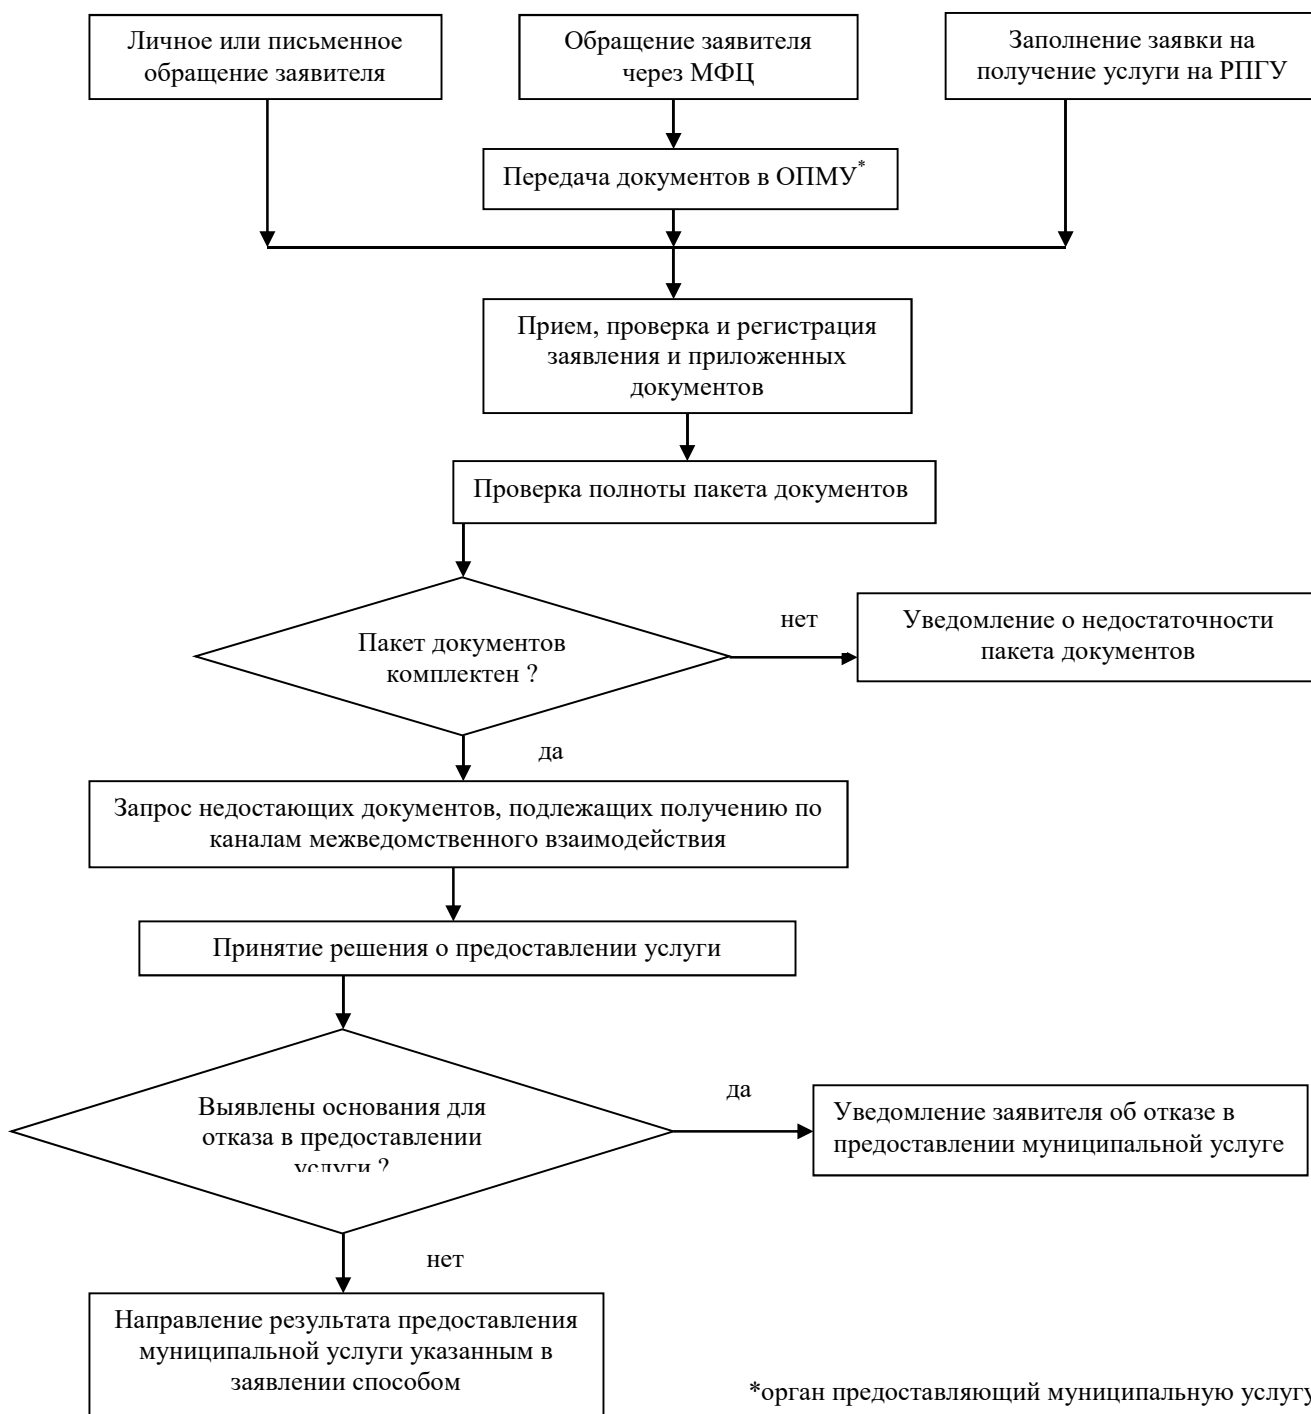 Личное или письменное
обращение заявителя
Обращение заявителя
через МФЦ
Заполнение заявки на
получение услуги на РПГУ
Передача документов в ОПМУ*
Прием, проверка и регистрация
заявления и приложенных
документов
Проверка полноты пакета документов
Пакет документов
комплектен ?
нет
Уведомление о недостаточности
пакета документов
да
Запрос недостающих документов, подлежащих получению по
каналам межведомственного взаимодействия
Принятие решения о предоставлении услуги
Выявлены основания для
отказа в предоставлении
услуги ?
да
Уведомление заявителя об отказе в
предоставлении муниципальной услуге
нет
Направление результата предоставления
муниципальной услуги указанным в
заявлении способом
*орган предоставляющий муниципальную услугу